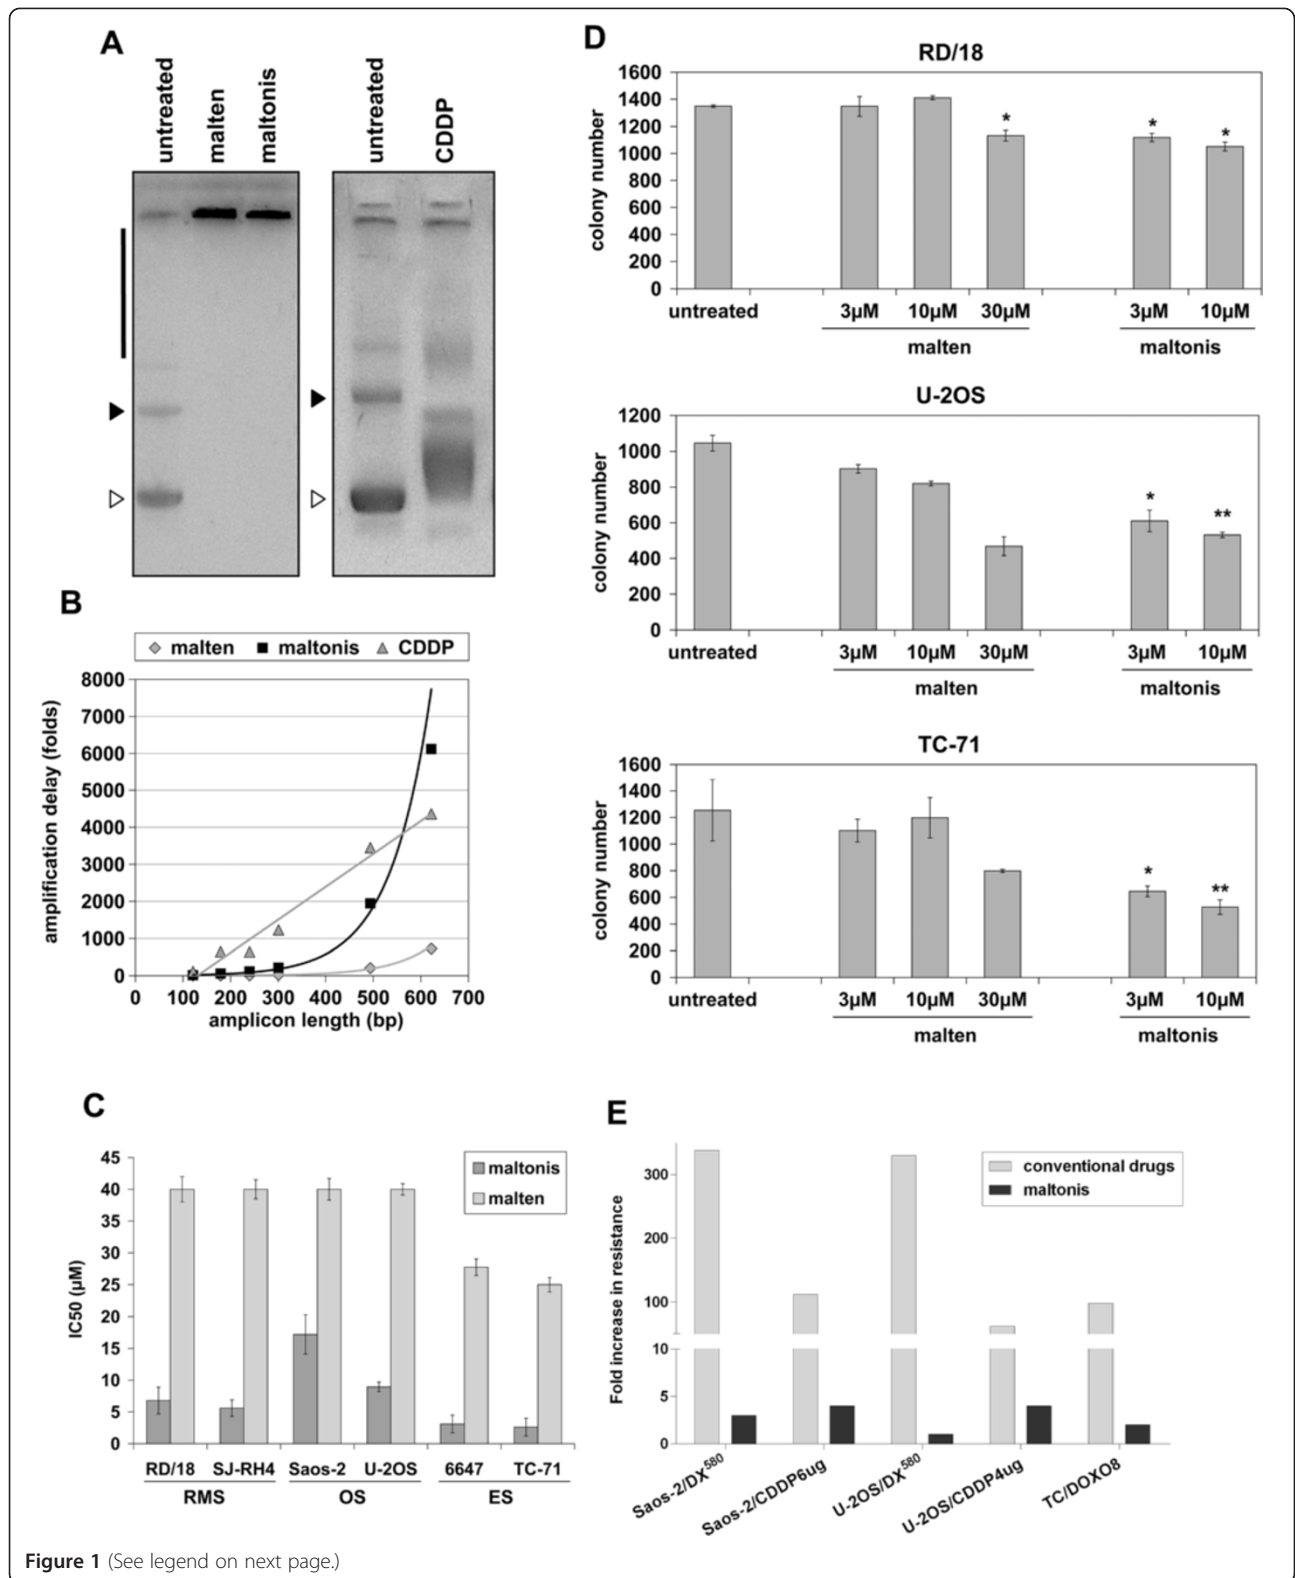 A
untreated
malten
maltonis
untreated
CDDP
B
malten maltonis CDDP
amplification delay (folds)
8000
7000
6000
5000
4000
3000
2000
1000
0
0 100 200 300 400 500 600 700
amplicon length (bp)
C
IC50 (µM)
45
40
35
30
25
20
15
10
5
0
maltonis
malten
RD/18 SJ-RH4 Saos-2 U-2OS 6647 TC-71
RMS OS ES
D
RD/18
colony number
1600
1400
1200
1000
800
600
400
200
0
* * *
untreated 3µM 10µM 30µM 3µM 10µM
malten maltonis
U-2OS
colony number
1200
1000
800
600
400
200
0
* **
untreated 3µM 10µM 30µM 3µM 10µM
malten maltonis
TC-71
colony number
1600
1400
1200
1000
800
600
400
200
0
* **
untreated 3µM 10µM 30µM 3µM 10µM
malten maltonis
E
Fold increase in resistance
300
200
100
10
5
0
conventional drugs
maltonis
Saos-2/DX580
Saos-2/CDDP6ug
U-2OS/DX580
U-2OS/CDDP4ug
TC/DOXO8
Figure 1 (See legend on next page.)